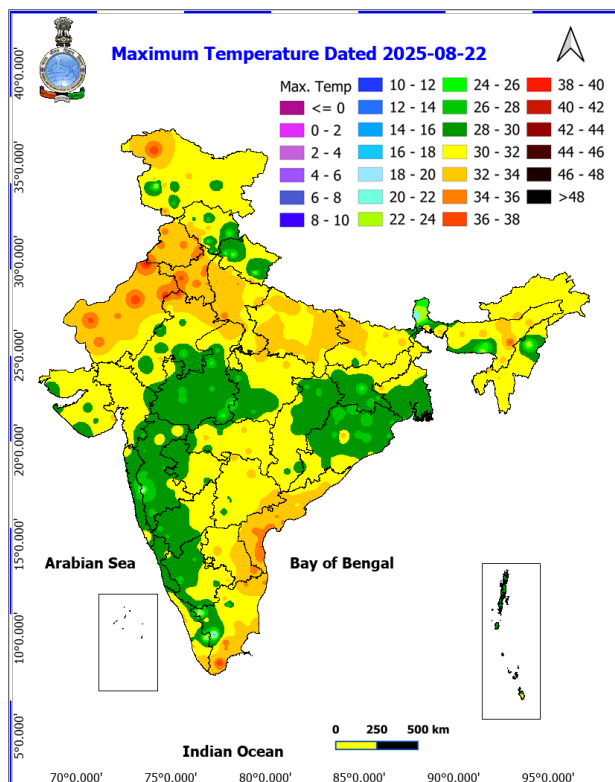 Maximum Temperature Dated 2025-08-22
Max. Temp
<= 0
0 - 2
2 - 4
4 - 6
6 - 8
8 - 10
10 - 12
12 - 14
14 - 16
16 - 18
18 - 20
20 - 22
22 - 24
24 - 26
26 - 28
28 - 30
30 - 32
32 - 34
34 - 36
36 - 38
38 - 40
40 - 42
42 - 44
44 - 46
46 - 48
>48
40°0.000'
35°0.000'
30°0.000'
25°0.000'
20°0.000'
15°0.000'
10°0.000'
5°0.000'
Arabian Sea
Bay of Bengal
Indian Ocean
0 250 500 km
70°0.000' 75°0.000' 80°0.000' 85°0.000' 90°0.000' 95°0.000'